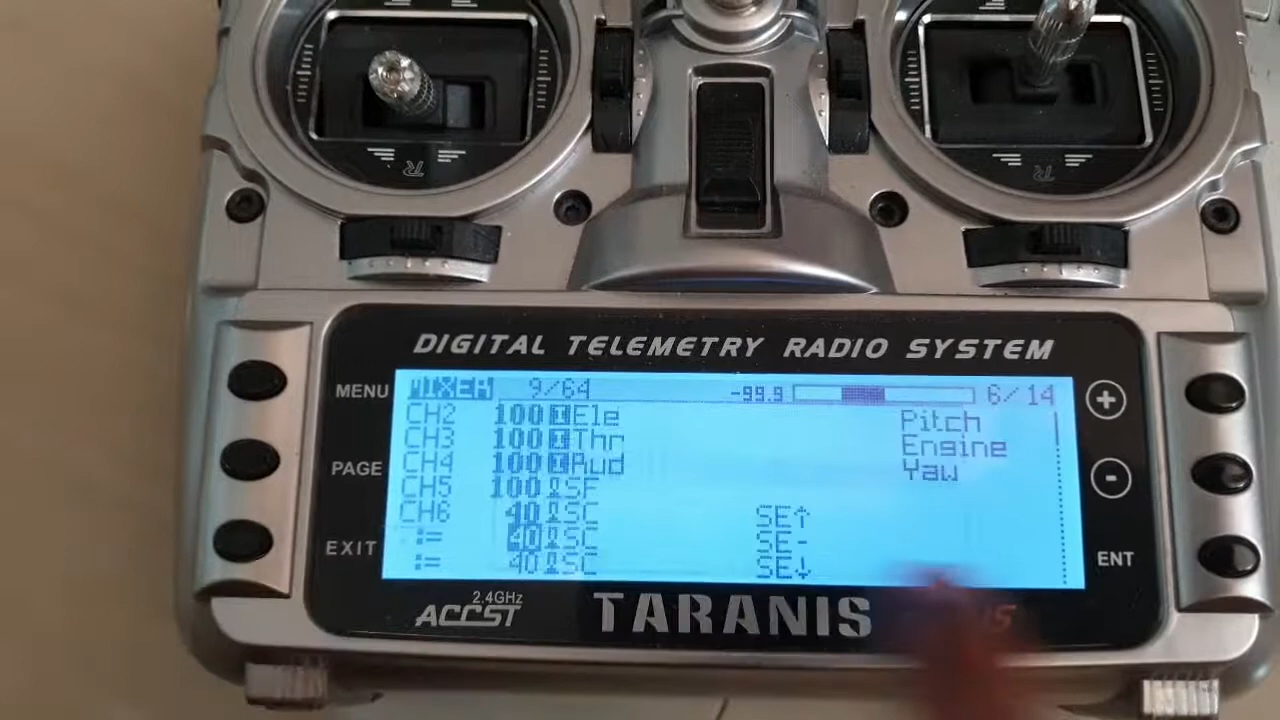 DIGITAL TELEMETRY RADIO SYSTEM
MENU
PAGE
EXIT
MIXER 9/64 -99.9 6/14
CH2 100 I Ele Pitch
CH3 100 I Thr Engine
CH4 100 I Rud Yaw
CH5 100 SF
CH6 40 SC SE↑
:= 40 SC SE-
:= 40 SC SE↓
+
-
ENT
2.4GHz
ACCST
TARANIS
R
R